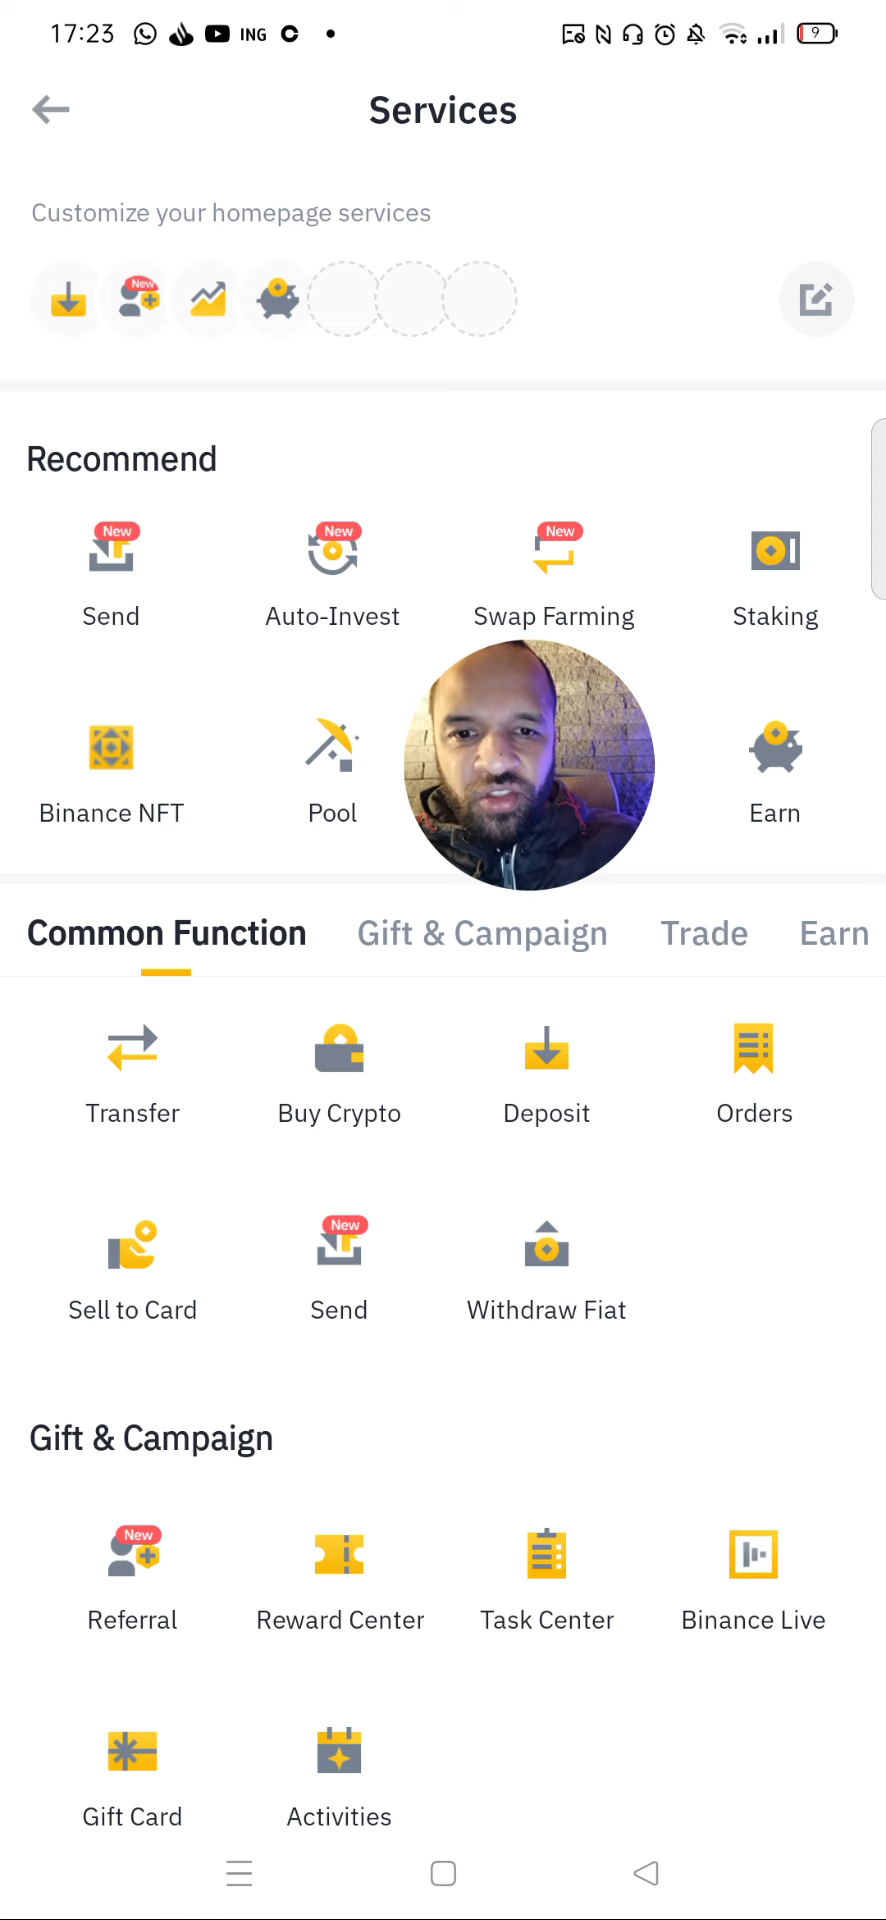 17:23 ING 9
Services
Customize your homepage services
New
Recommend
New New New
Send Auto-Invest Swap Farming Staking
Binance NFT Pool Earn
Common Function Gift & Campaign Trade Earn
Transfer Buy Crypto Deposit Orders
New
Sell to Card Send Withdraw Fiat
Gift & Campaign
New
Referral Reward Center Task Center Binance Live
Gift Card Activities